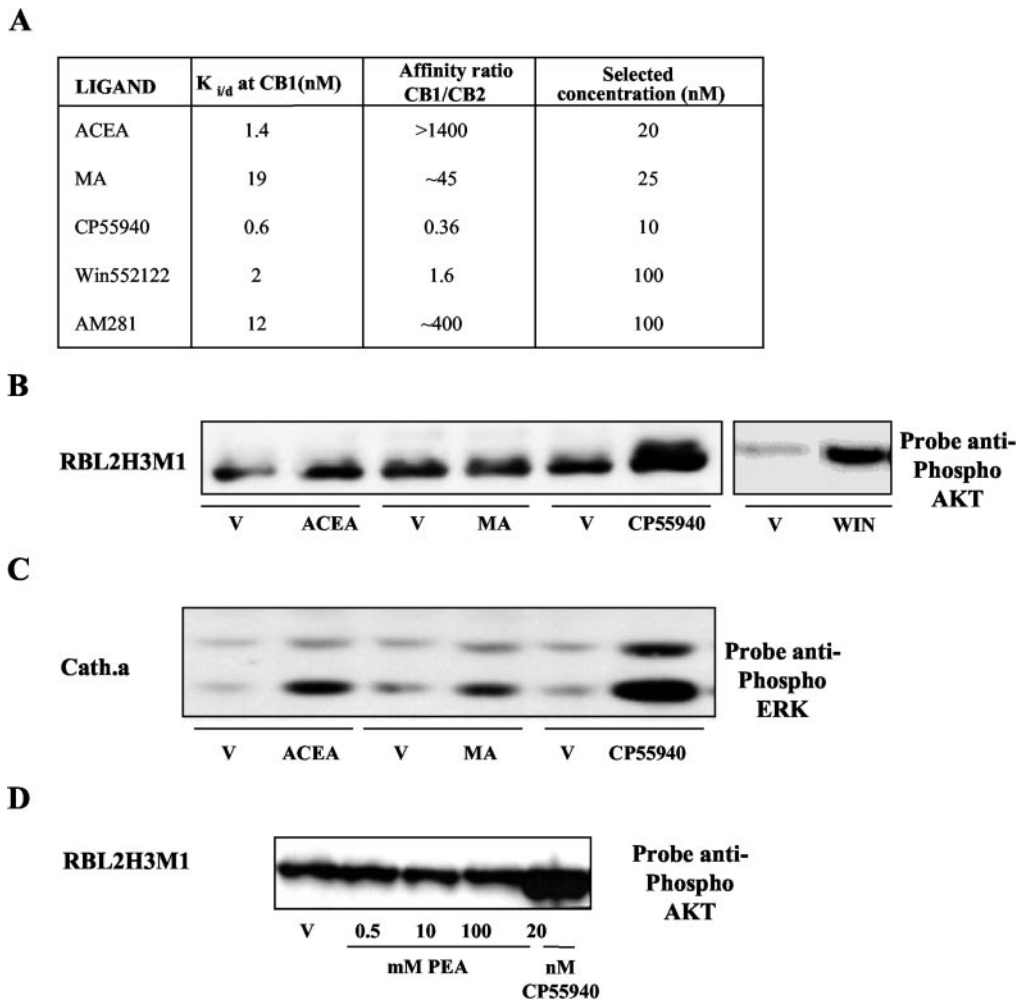 A
LIGAND K i/d at CB1(nM) Affinity ratio CB1/CB2 Selected concentration (nM)
ACEA 1.4 >1400 20
MA 19 ~45 25
CP55940 0.6 0.36 10
Win552122 2 1.6 100
AM281 12 ~400 100
B
RBL2H3M1
Probe anti-
Phospho
AKT
V ACEA V MA V CP55940 V WIN
C
Cath.a
Probe anti-
Phospho
ERK
V ACEA V MA V CP55940
D
RBL2H3M1
Probe anti-
Phospho
AKT
V 0.5 10 100 20
mM PEA nM
CP55940